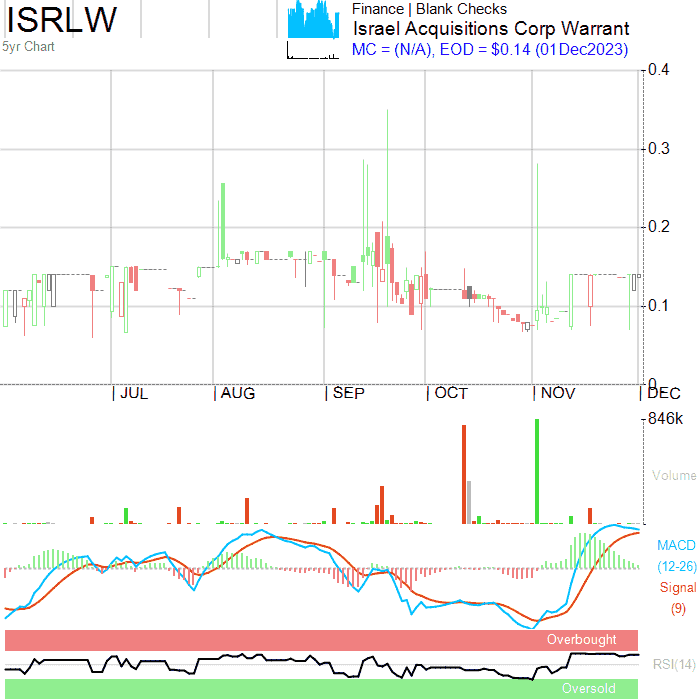 ISRLW
Finance | Blank Checks
Israel Acquisitions Corp Warrant
5yr Chart
MC = (N/A), EOD = $0.14 (01Dec2023)
0.4
0.3
0.2
0.1
0
| JUL | AUG | SEP | OCT | NOV | DEC
846k
Volume
MACD
(12-26)
Signal
(9)
Overbought
RSI(14)
Oversold